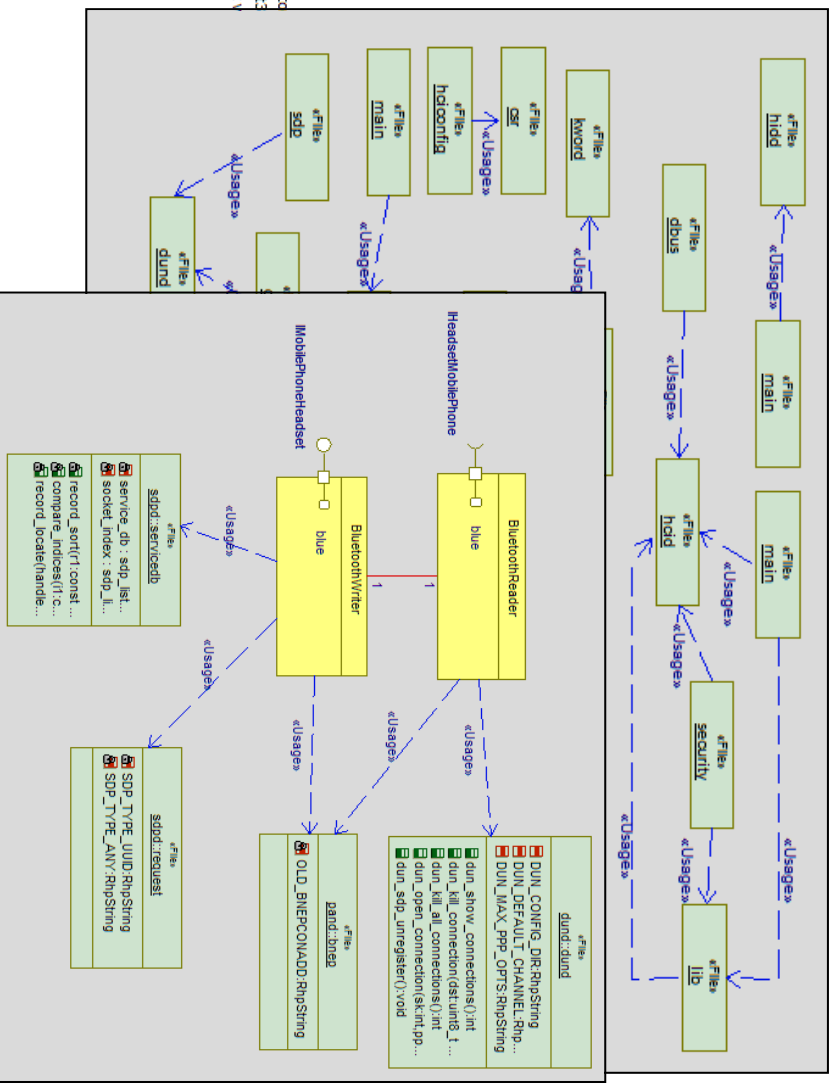 «File»
hidd
«Usage»
«File»
main
«File»
main
«Usage»
«Usage»
«File»
dbus
«Usage»
«File»
hcid
«Usage»
«File»
security
«Usage»
«Usage»
«File»
lib
«Usage»
«File»
kword
«Usag
«File»
csr
«Usage»
«File»
hciconfig
«File»
main
«Usage»
«File»
sdp
«Usage»
«File»
dund
IHeadsetMobilePhone
BluetoothReader
blue
1
1
IMobilePhoneHeadset
BluetoothWriter
blue
«Usage»
«Usage»
«Usage»
«Usage»
«Usage»
«File»
dund::dund
DUN_CONFIG_DIR:RhpString
DUN_DEFAULT_CHANNEL:Rhp...
DUN_MAX_PPP_OPTS:RhpString
dun_show_connections():int
dun_kill_connection(dst:uint8_t ...
dun_kill_all_connections():int
dun_open_connection(sk:int,pp...
dun_sdp_unregister():void
«File»
pand::bnep
OLD_BNEPCONADD:RhpString
«File»
sdpd::servicedb
service_db : sdp_list...
socket_index : sdp_li...
record_sort(r1:const ...
compare_indices(i1:c...
record_locate(handle...
«File»
sdpd::request
SDP_TYPE_UUID:RhpString
SDP_TYPE_ANY:RhpString